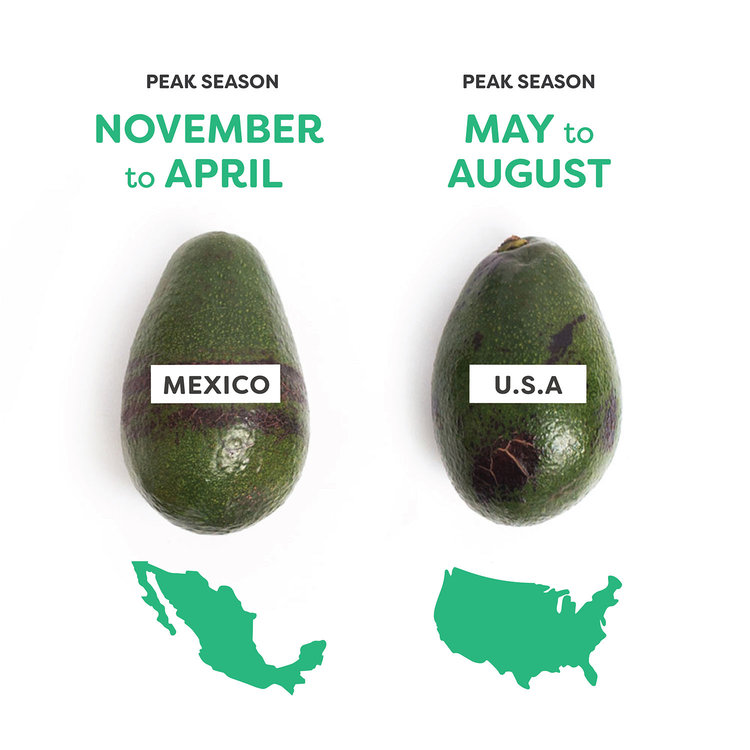 PEAK SEASON
NOVEMBER
to APRIL
MEXICO
PEAK SEASON
MAY to
AUGUST
U.S.A